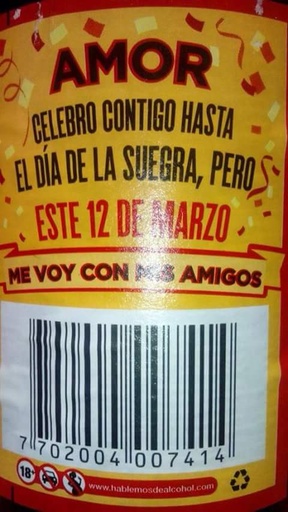 AMOR
CELEBRO CONTIGO HASTA
EL DÍA DE LA SUEGRA, PERO
ESTE 12 DE MARZO
ME VOY CON MIS AMIGOS
7 702004 007414
18+ www.hablemosdealcohol.com